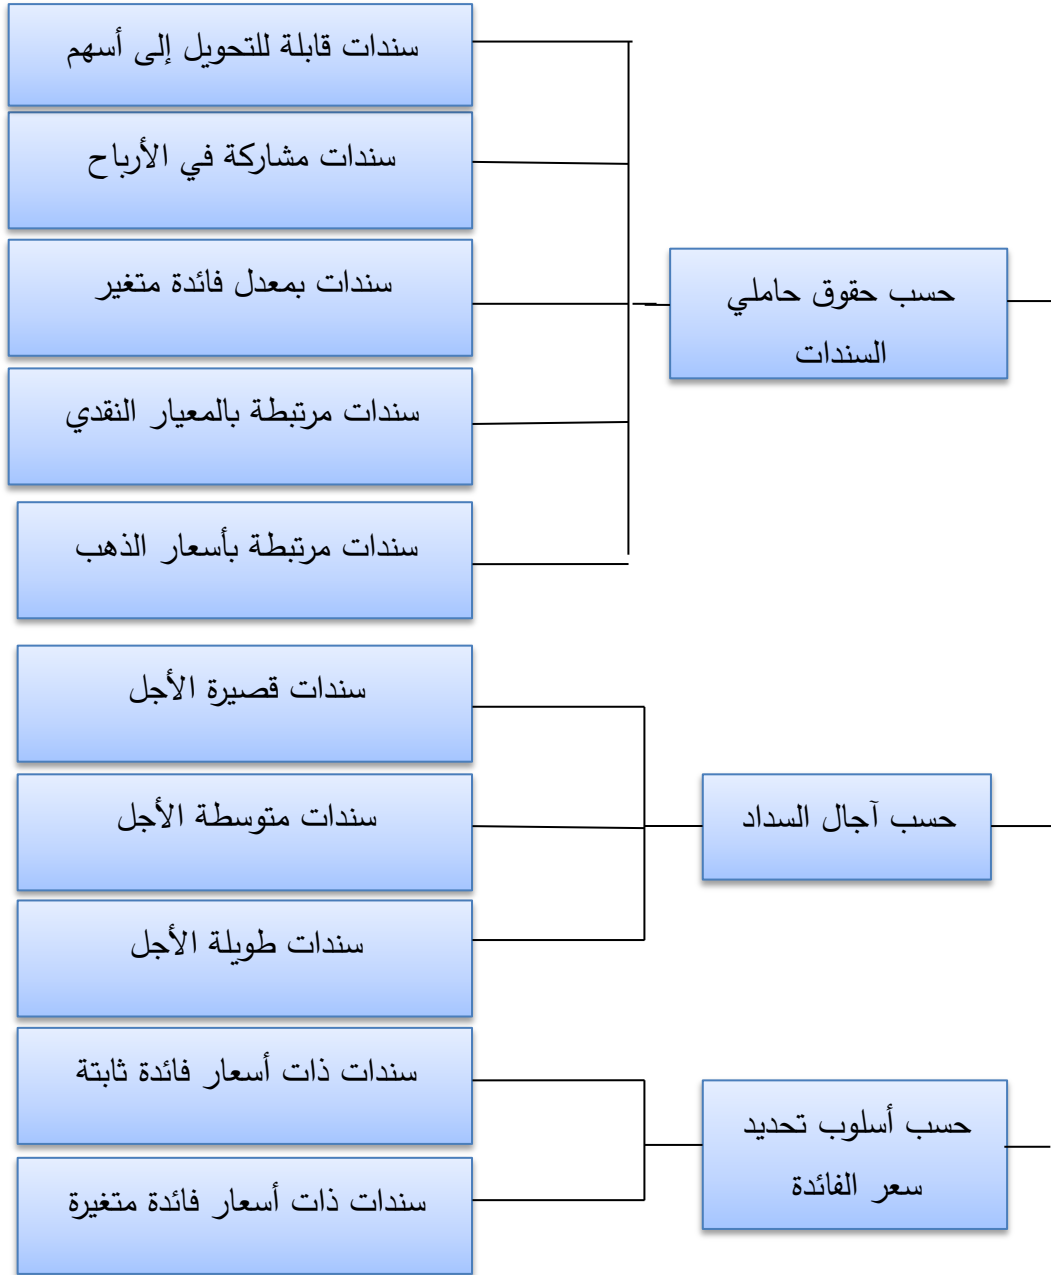 سندات قابلة للتحويل إلى أسهم
سندات مشاركة في الأرباح
سندات بمعدل فائدة متغير
حسب حقوق حاملي
السندات
سندات مرتبطة بالمعيار النقدي
سندات مرتبطة بأسعار الذهب
سندات قصيرة الأجل
سندات متوسطة الأجل
حسب آجال السداد
سندات طويلة الأجل
سندات ذات أسعار فائدة ثابتة
حسب أسلوب تحديد
سعر الفائدة
سندات ذات أسعار فائدة متغيرة